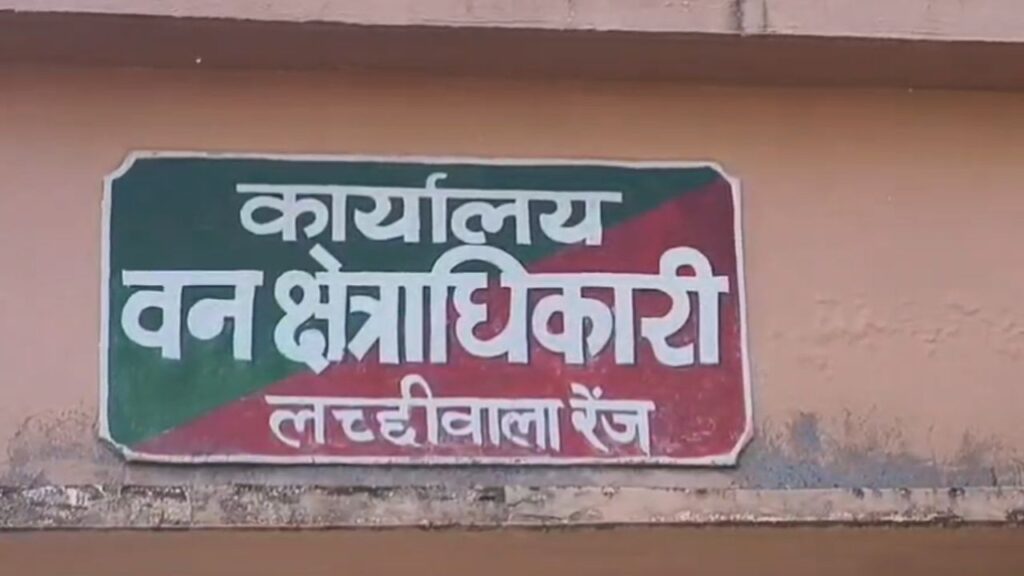 कार्यालय
वन क्षेत्राधिकारी
लच्छीवाला रेंज